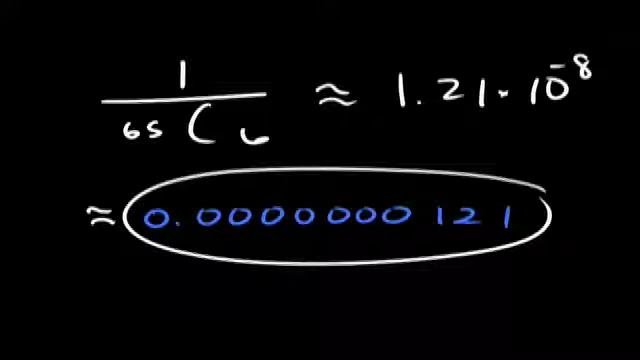 1/₆₅C₆ ≈ 1.21·10⁻⁸
≈ 0.0000000121